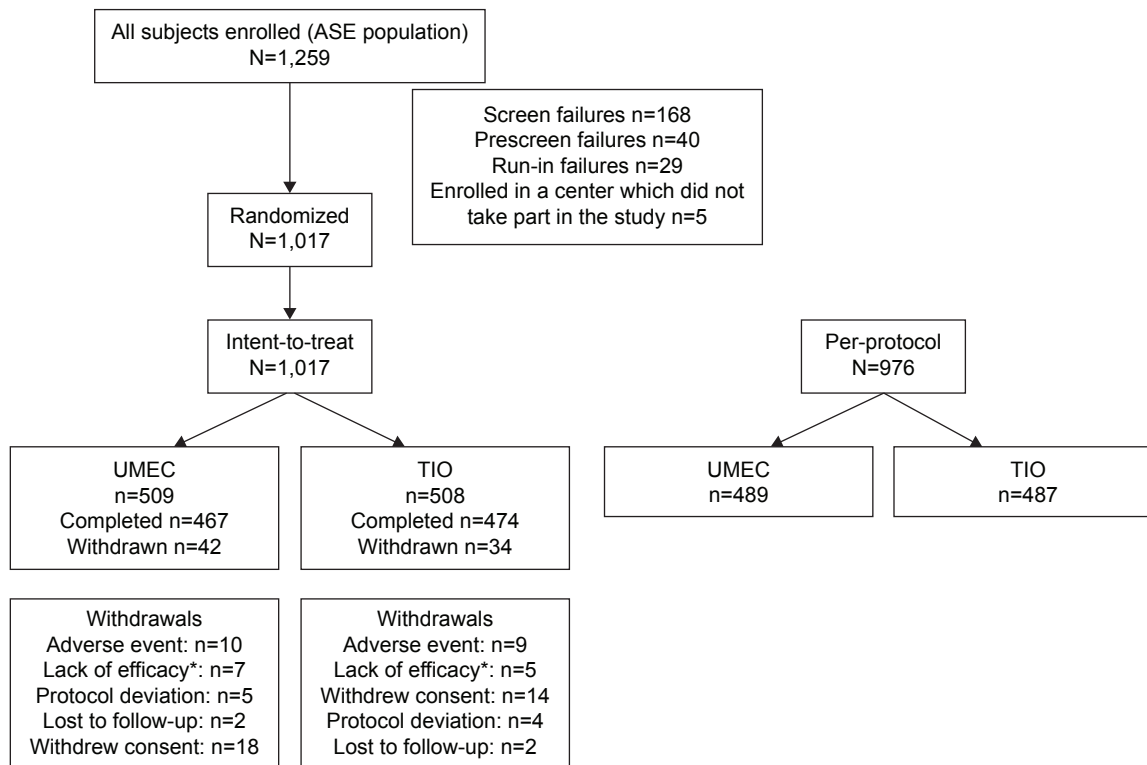 All subjects enrolled (ASE population)
N=1,259
Screen failures n=168
Prescreen failures n=40
Run-in failures n=29
Enrolled in a center which did not
take part in the study n=5
Randomized
N=1,017
Intent-to-treat
N=1,017
Per-protocol
N=976
UMEC
n=509
Completed n=467
Withdrawn n=42
TIO
n=508
Completed n=474
Withdrawn n=34
UMEC
n=489
TIO
n=487
Withdrawals
Adverse event: n=10
Lack of efficacy*: n=7
Protocol deviation: n=5
Lost to follow-up: n=2
Withdrew consent: n=18
Withdrawals
Adverse event: n=9
Lack of efficacy*: n=5
Withdrew consent: n=14
Protocol deviation: n=4
Lost to follow-up: n=2